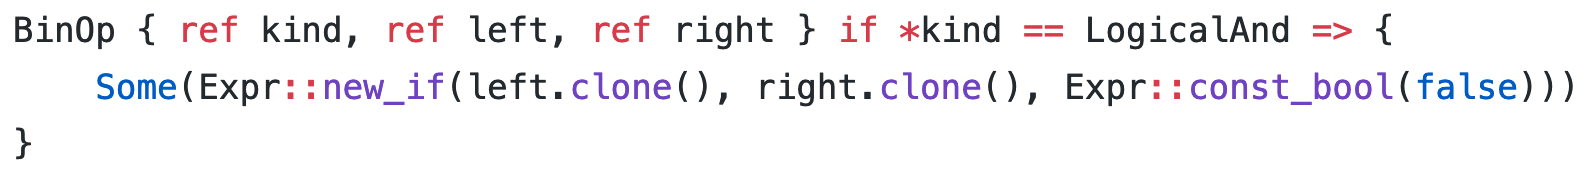 BinOp { ref kind, ref left, ref right } if *kind == LogicalAnd => {
    Some(Expr::new_if(left.clone(), right.clone(), Expr::const_bool(false)))
}